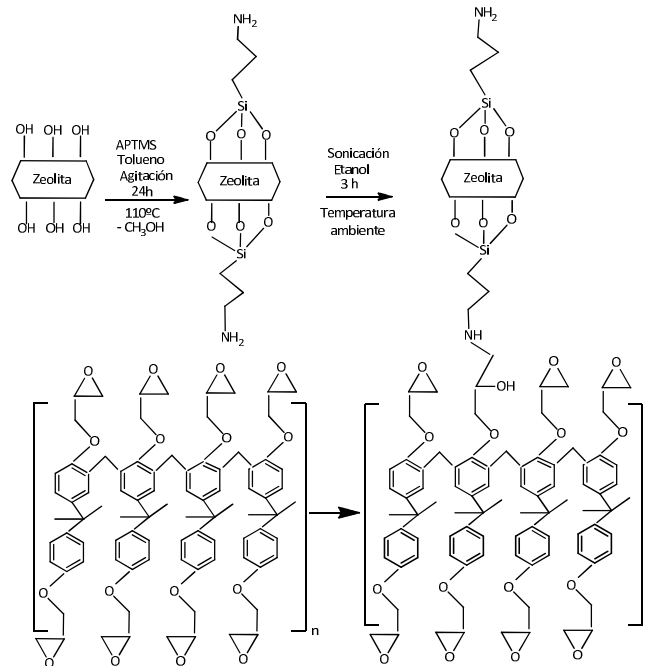 OH OH OH
Zeolita
OH OH OH
APTMS
Tolueno
Agitación
24h
110ºC
- CH₃OH
NH₂
Si
O O O
Zeolita
O O O
Si
NH₂
Sonicación
Etanol
3 h
Temperatura
ambiente
NH₂
Si
O O O
Zeolita
O O O
Si
NH
OH
O O O O
O O O O
O O O O
O O O O
n
O O O
O O O O
O O O O
O O O O